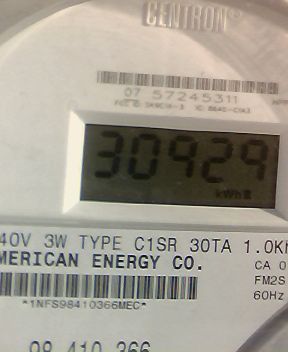 CENTRON®
07 57245311
30929
kWh
40V 3W TYPE C1SR 30TA 1.0K
MERICAN ENERGY CO.
CA 0
FM2S
60Hz
*1NFS98410366MEC*
98 410 366